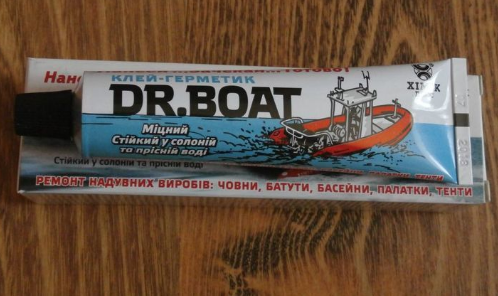 Нано
КЛЕЙ-ГЕРМЕТИК
DR.BOAT
Міцний
Стійкий у солоній
та прісній воді
Стійкий у солоній та прісній воді
РЕМОНТ НАДУВНИХ ВИРОБІВ: ЧОВНИ, БАТУТИ, БАСЕЙНИ, ПАЛАТКИ, ТЕНТИ